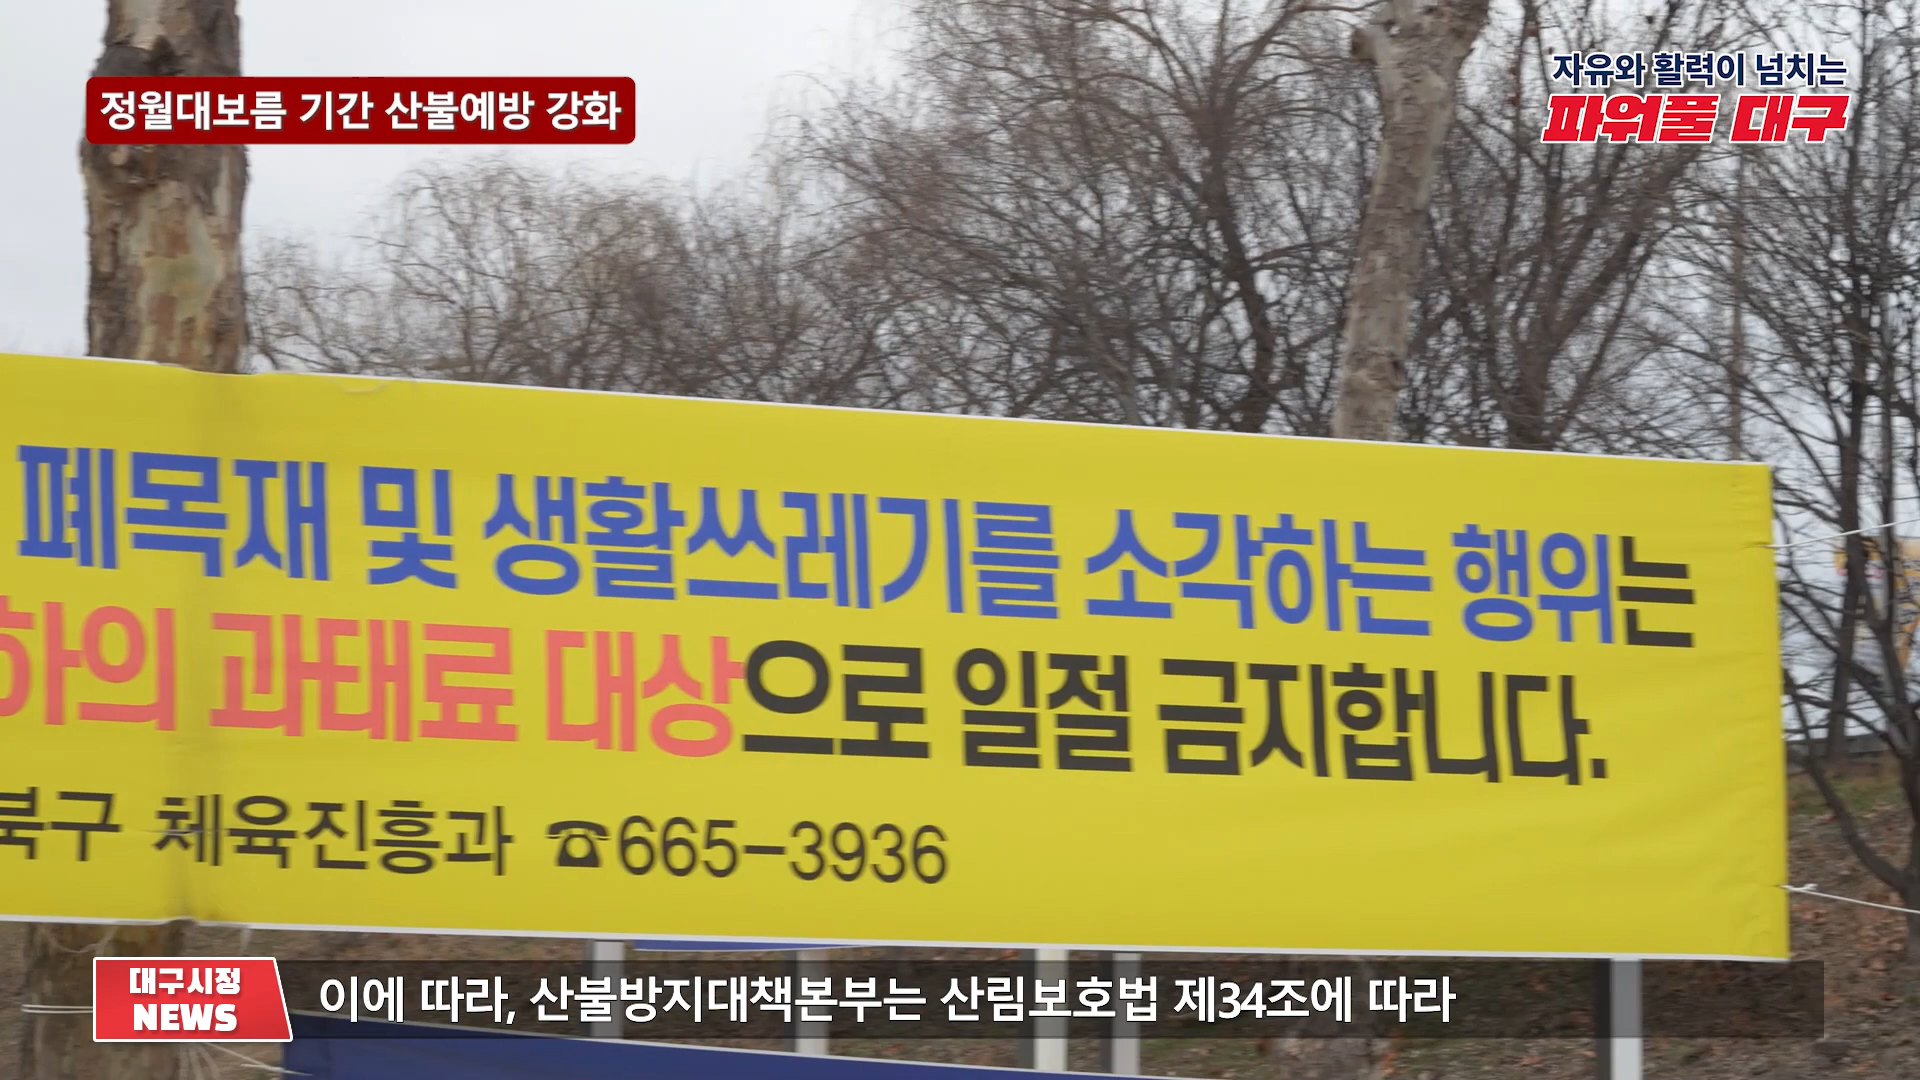 정월대보름 기간 산불예방 강화
자유와 활력이 넘치는
파워풀 대구
폐목재 및 생활쓰레기를 소각하는 행위는
하의 과태료 대상으로 일절 금지합니다.
북구 체육진흥과 ☎665-3936
대구시정
NEWS
이에 따라, 산불방지대책본부는 산림보호법 제34조에 따라